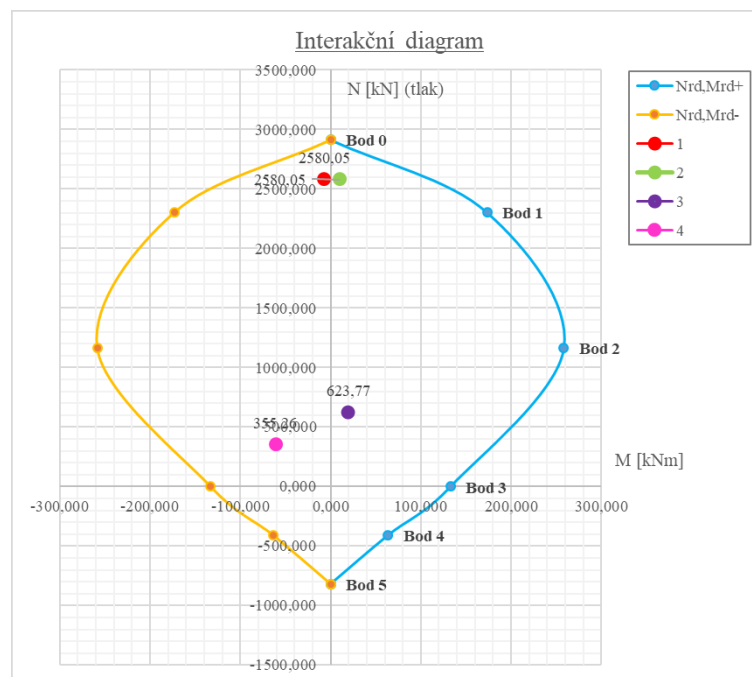 Interakční diagram
3500,000
N [kN] (tlak)
3000,000
Bod 0
2580,05
2580,05
2500,000
Bod 1
2000,000
1500,000
Bod 2
1000,000
623,77
355,26
500,000
M [kNm]
0,000
Bod 3
-300,000 -200,000 -100,000 0,000 100,000 200,000 300,000
Bod 4
-500,000
Bod 5
-1000,000
-1500,000
Nrd,Mrd+
Nrd,Mrd-
1
2
3
4